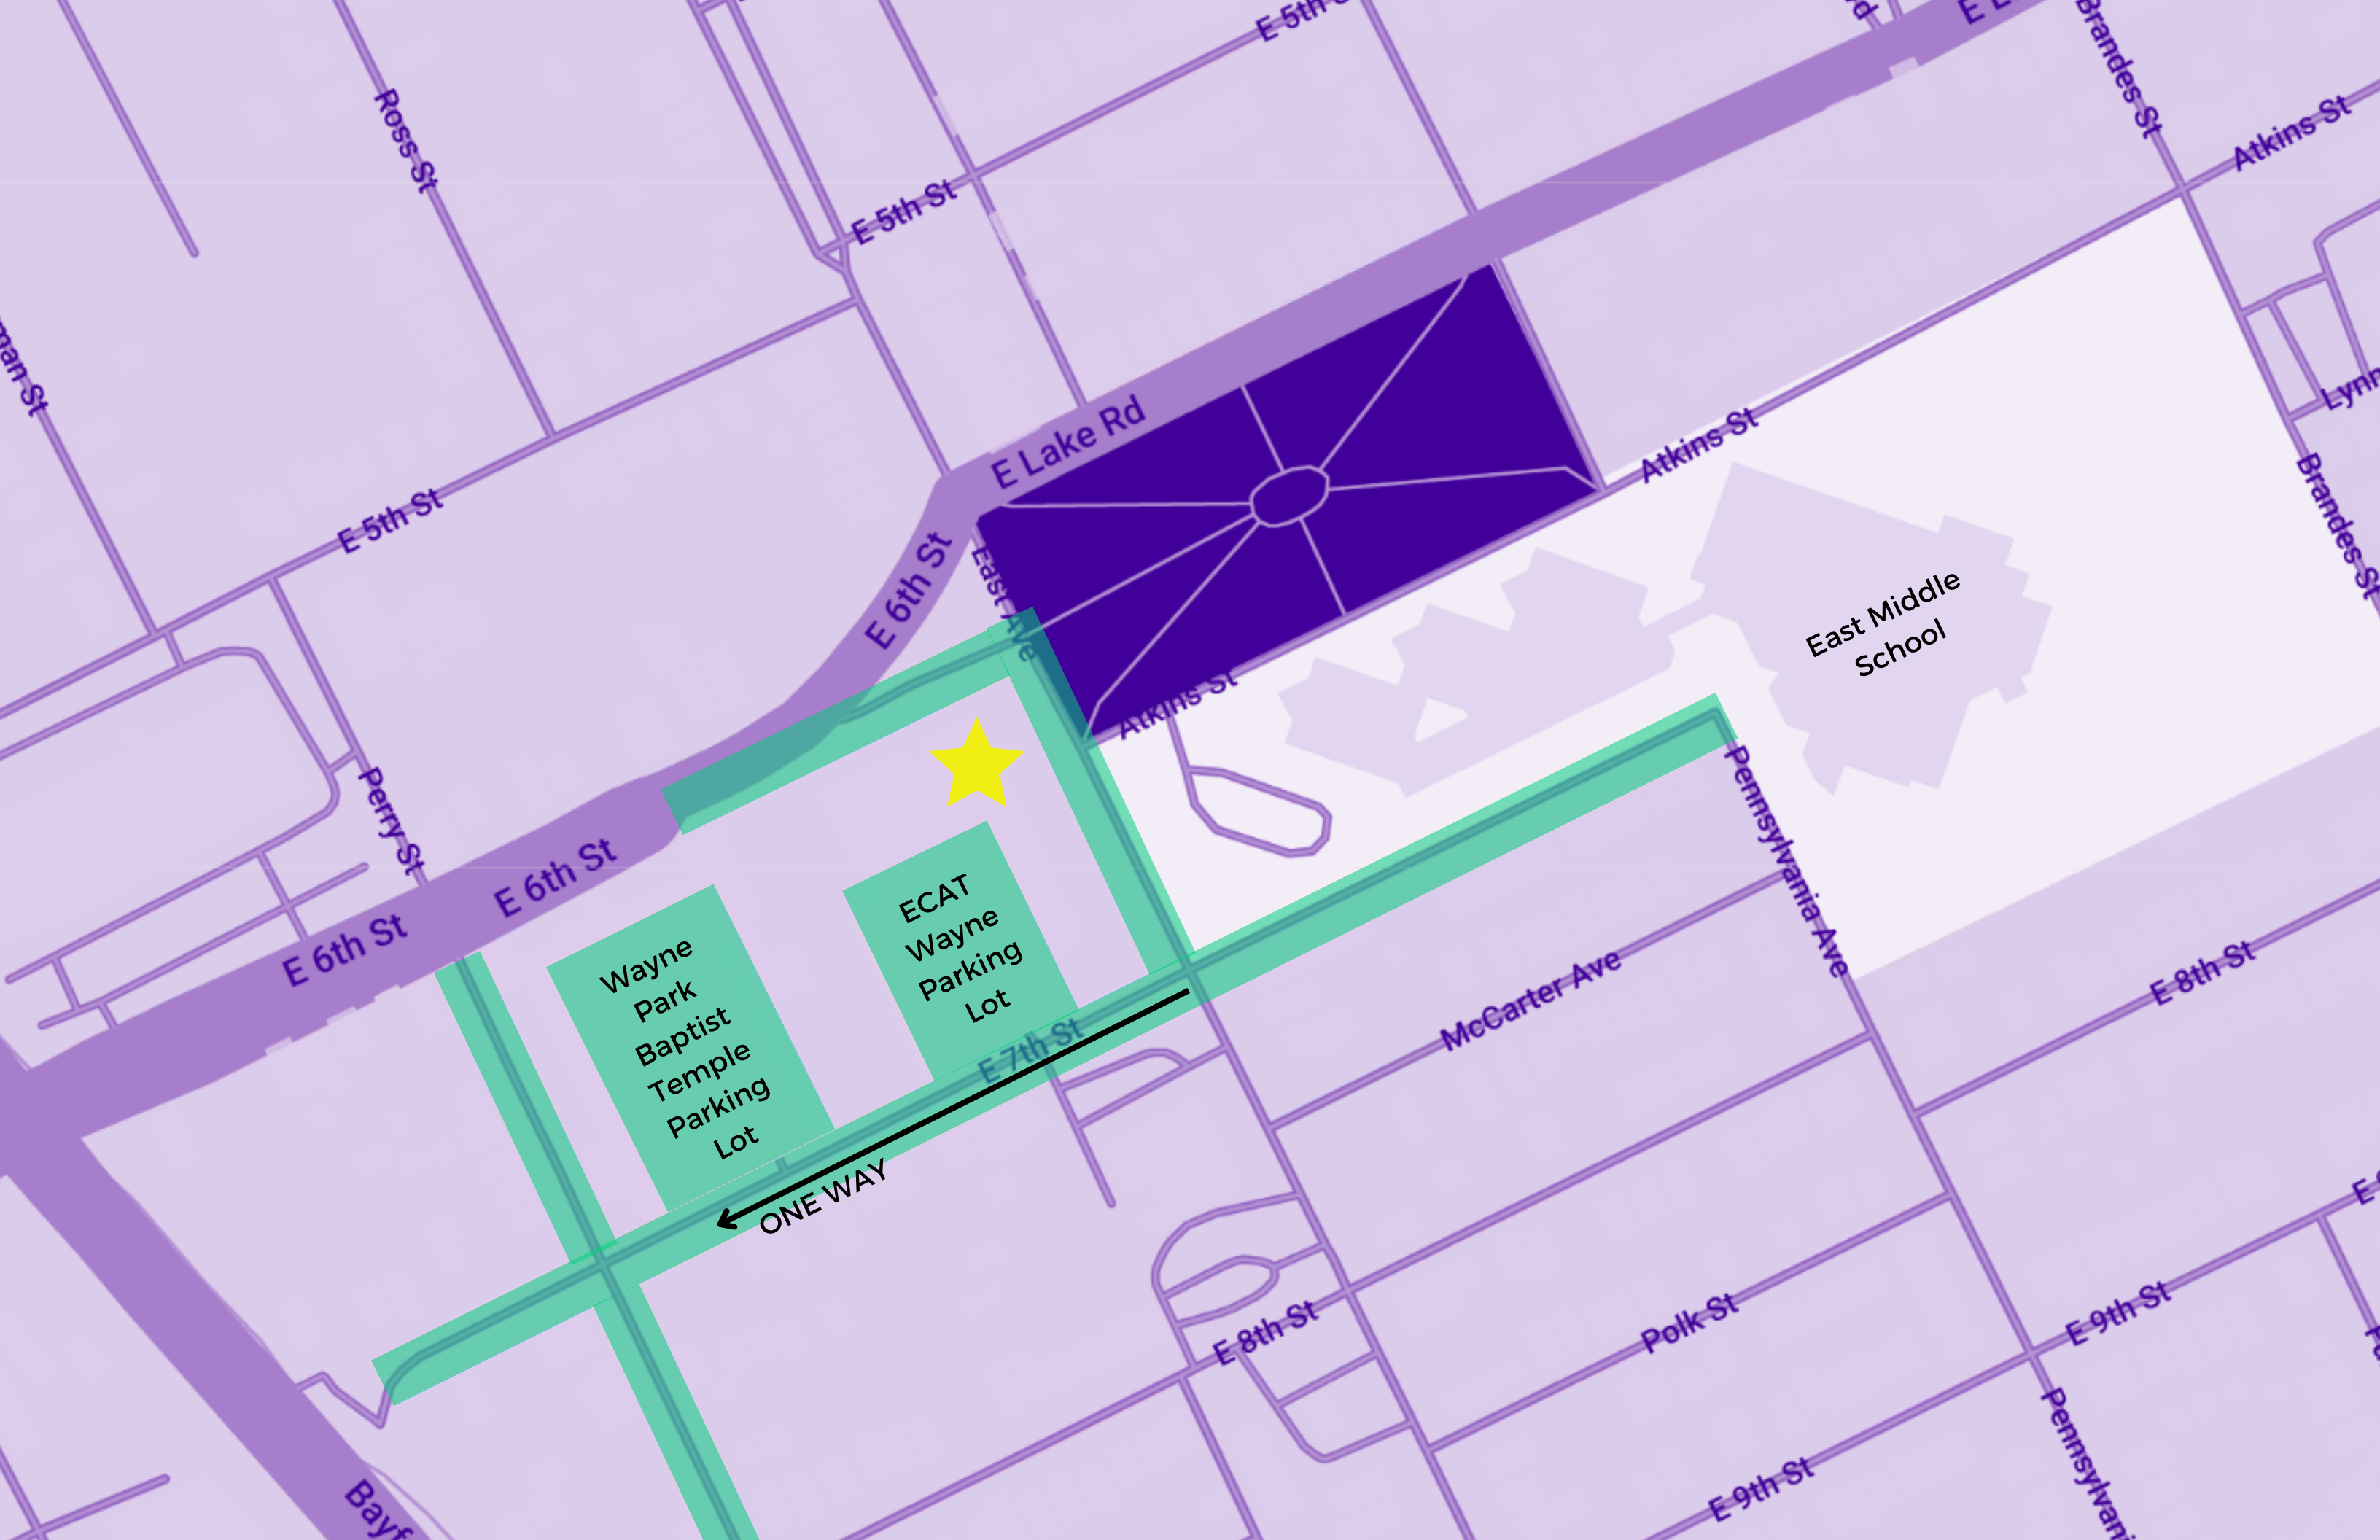 E 5th S
Brandes St
Ross St
Atkins St
E 5th St
E Lake Rd
Lynn
man St
Atkins St
E 5th St
East Ave
E 6th St
Brandes St
East Middle
School
Atkins St
Perry St
Pennsylvania Ave
E 6th St
E 6th St
ECAT
Wayne
Parking
Lot
Wayne
Park
Baptist
Temple
Parking
Lot
E 7th St
McCarter Ave
E 8th St
ONE WAY
E 8th St
Polk St
E 9th St
E 9th St
Pennsylvani
Bayf